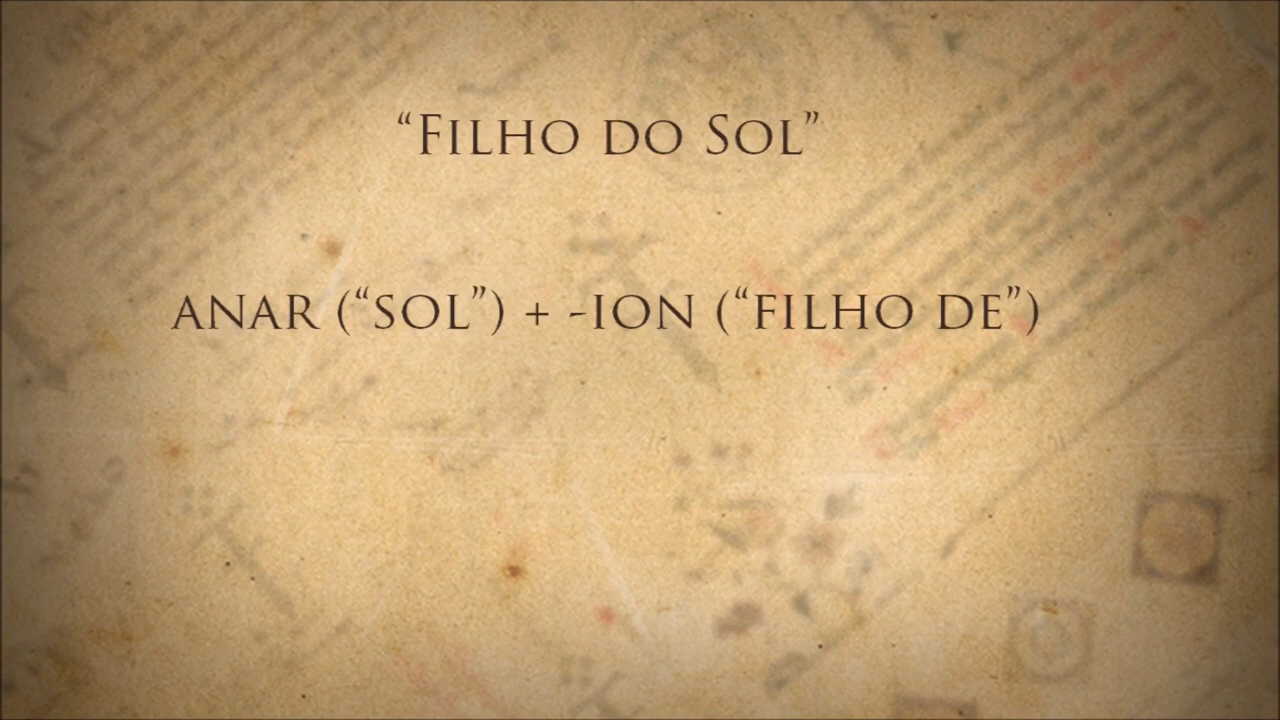 “Filho do Sol”
anar (“sol”) + -ion (“filho de”)